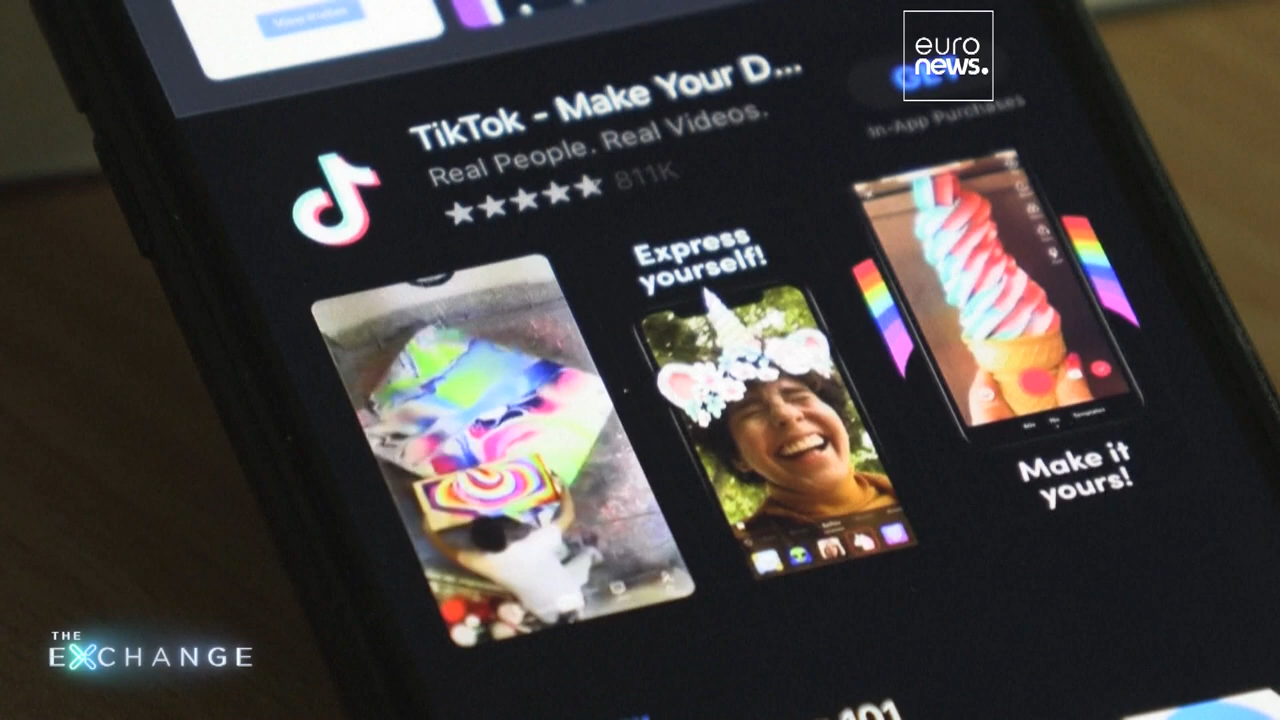 euro
news.
TikTok - Make Your D...
Real People. Real Videos.
811K
GET
In-App Purchases
Express
yourself!
Make it
yours!
THE
EXCHANGE